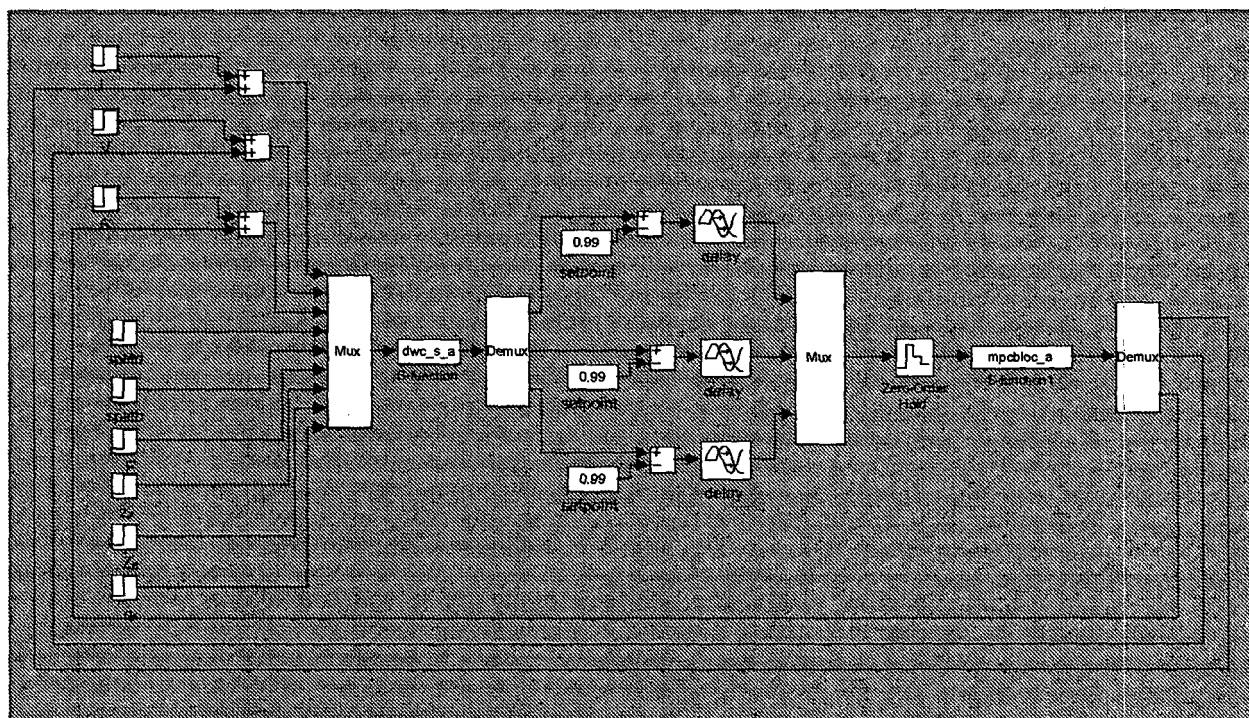 +
+
+
+
+
+
+
−
0.99
setpoint
delay
Mux
dwc_s_a
S-function
Demux
+
−
0.99
setpoint
delay
Mux
Zero-Order
Hold
mpcbloc_a
S-function1
Demux
+
−
0.99
setpoint
delay